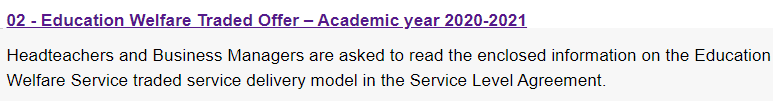 02 - Education Welfare Traded Offer – Academic year 2020-2021
Headteachers and Business Managers are asked to read the enclosed information on the Education
Welfare Service traded service delivery model in the Service Level Agreement.